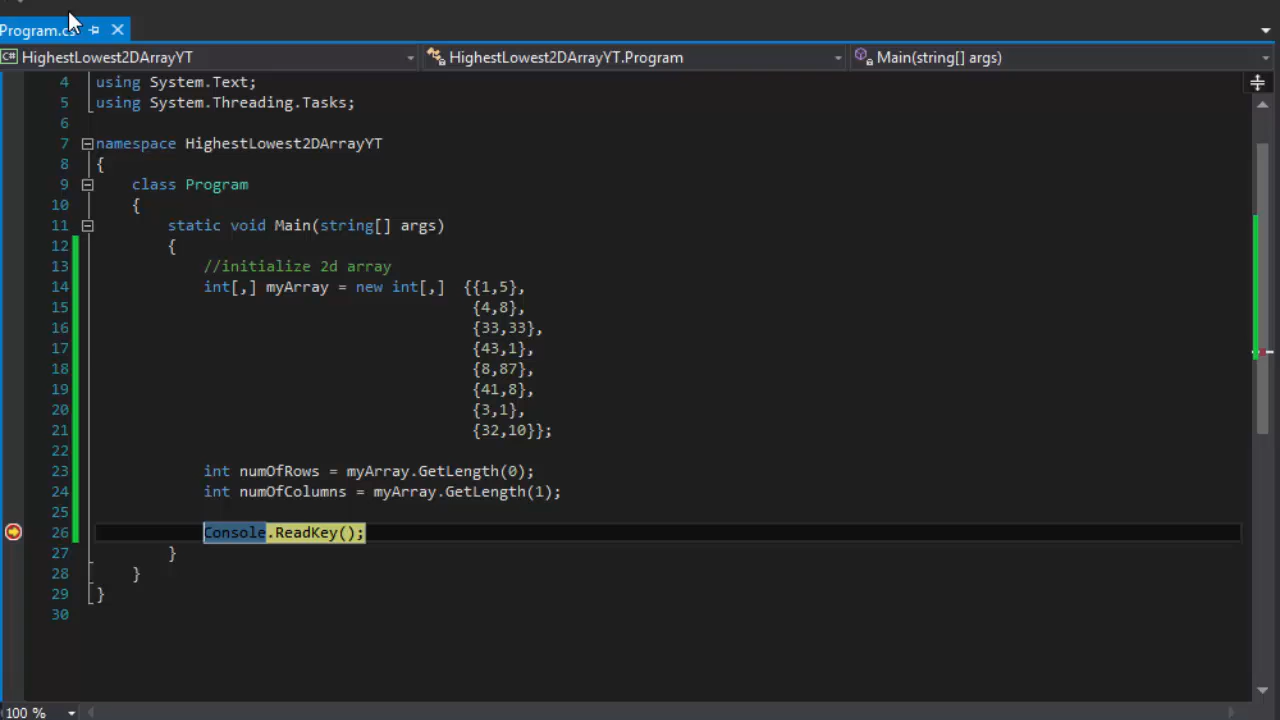 Program.cs
HighestLowest2DArrayYT HighestLowest2DArrayYT.Program Main(string[] args)
4 using System.Text;
5 using System.Threading.Tasks;
6
7 namespace HighestLowest2DArrayYT
8 {
9 class Program
10 {
11 static void Main(string[] args)
12 {
13 //initialize 2d array
14 int[,] myArray = new int[,] {{1,5},
15 {4,8},
16 {33,33},
17 {43,1},
18 {8,87},
19 {41,8},
20 {3,1},
21 {32,10}};
22
23 int numOfRows = myArray.GetLength(0);
24 int numOfColumns = myArray.GetLength(1);
25
26 Console.ReadKey();
27 }
28 }
29 }
30
100 %